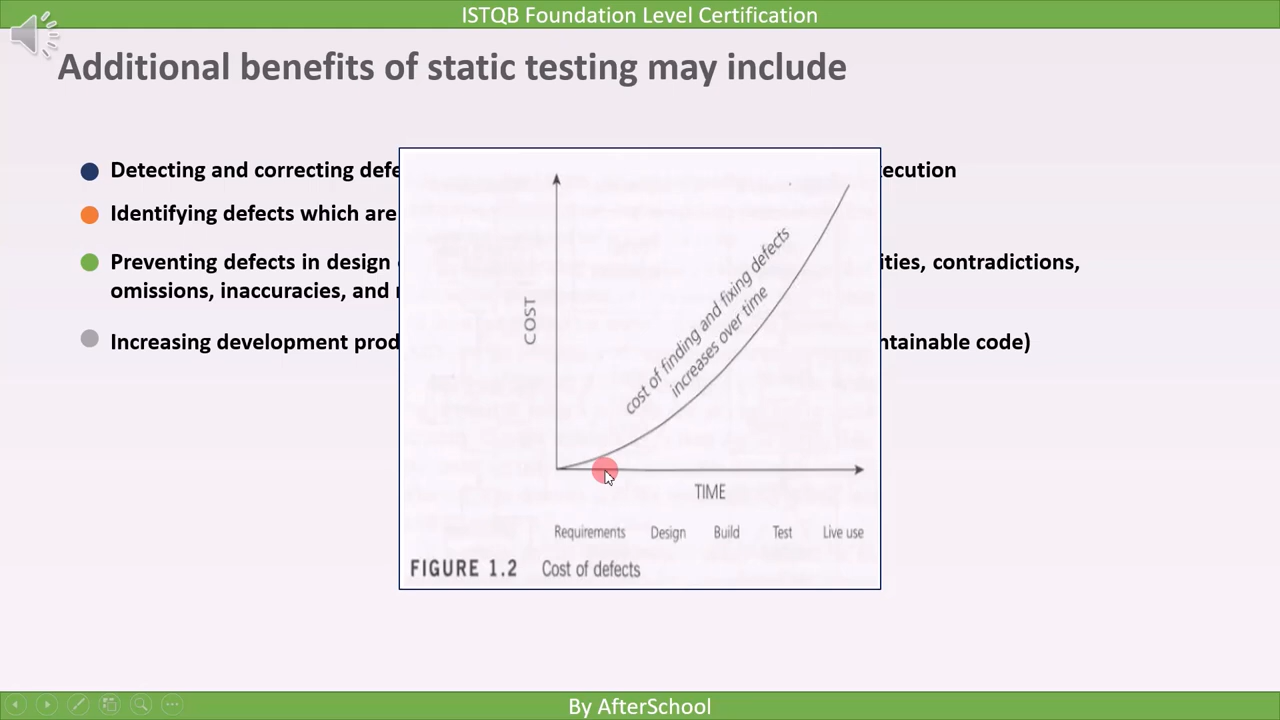 ISTQB Foundation Level Certification
Additional benefits of static testing may include
Detecting and correcting defe
ecution
Identifying defects which are
Preventing defects in design
ities, contradictions,
omissions, inaccuracies, and
Increasing development prod
ntainable code)
COST
cost of finding and fixing defects
increases over time
TIME
Requirements Design Build Test Live use
FIGURE 1.2 Cost of defects
By AfterSchool